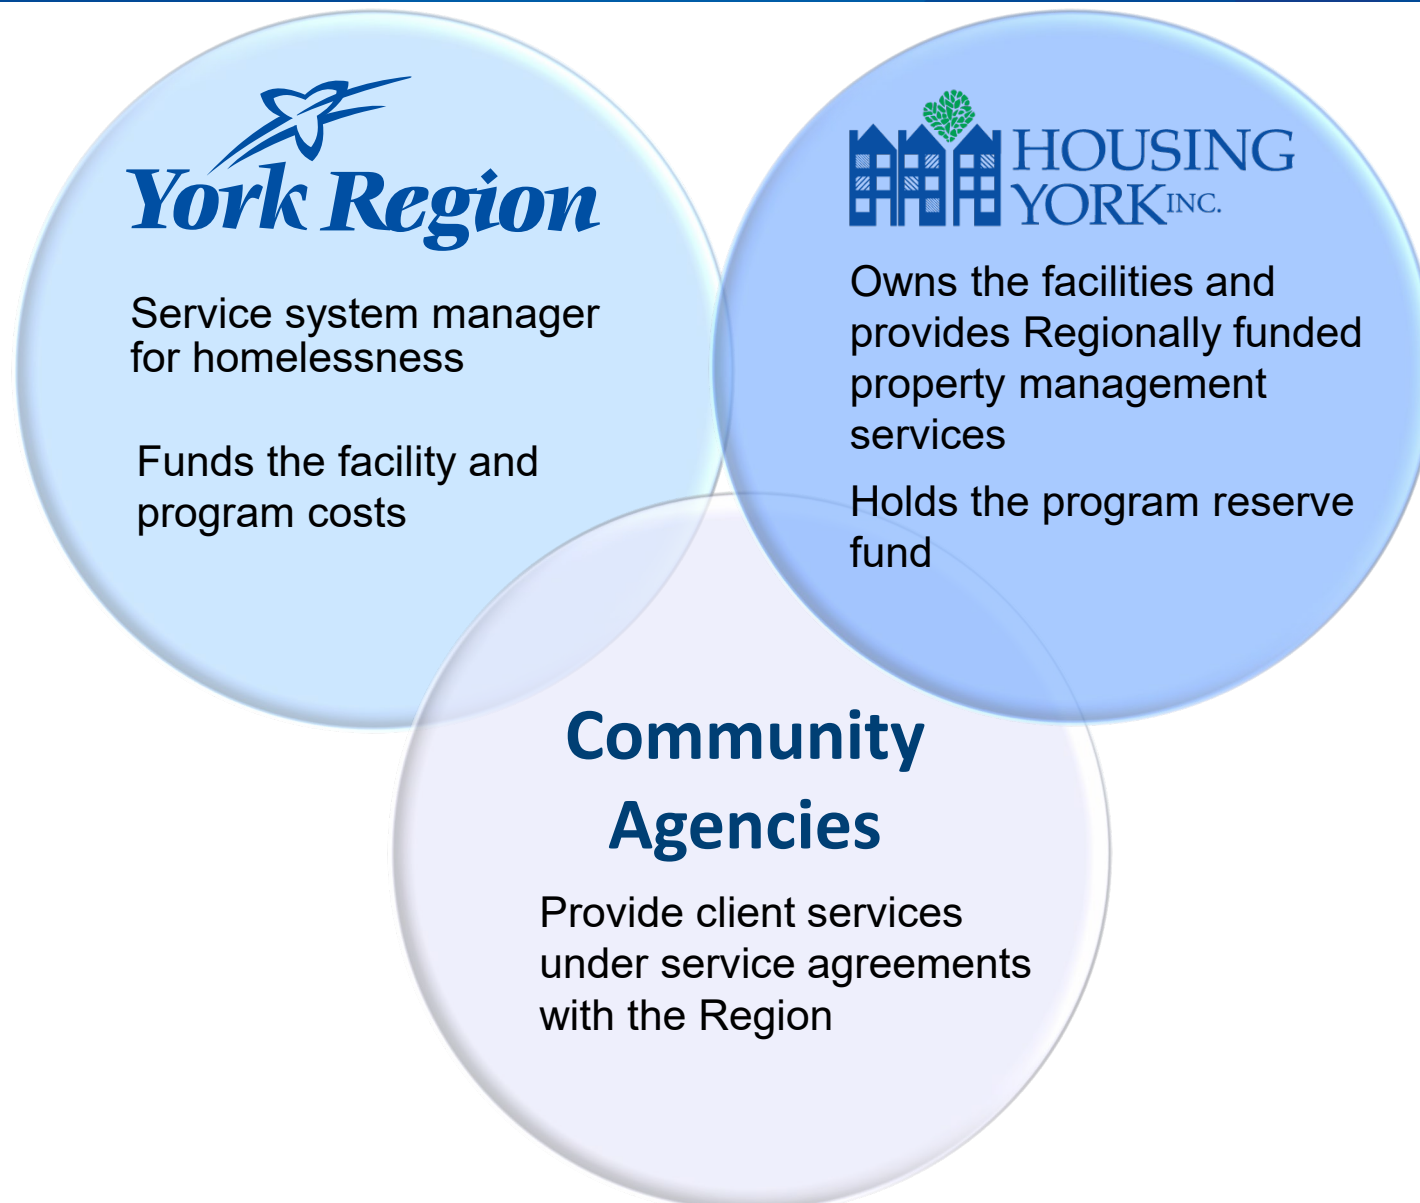 York Region
Service system manager
for homelessness
Funds the facility and
program costs
HOUSING
YORK INC.
Owns the facilities and
provides Regionally funded
property management
services
Holds the program reserve
fund
Community
Agencies
Provide client services
under service agreements
with the Region